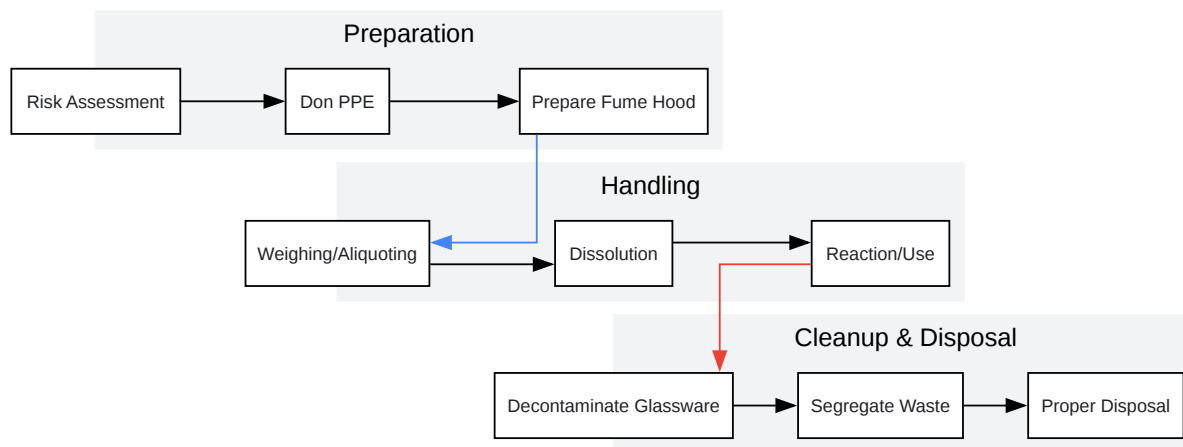 Preparation
Risk Assessment
Don PPE
Prepare Fume Hood
Handling
Weighing/Aliquoting
Dissolution
Reaction/Use
Cleanup & Disposal
Decontaminate Glassware
Segregate Waste
Proper Disposal